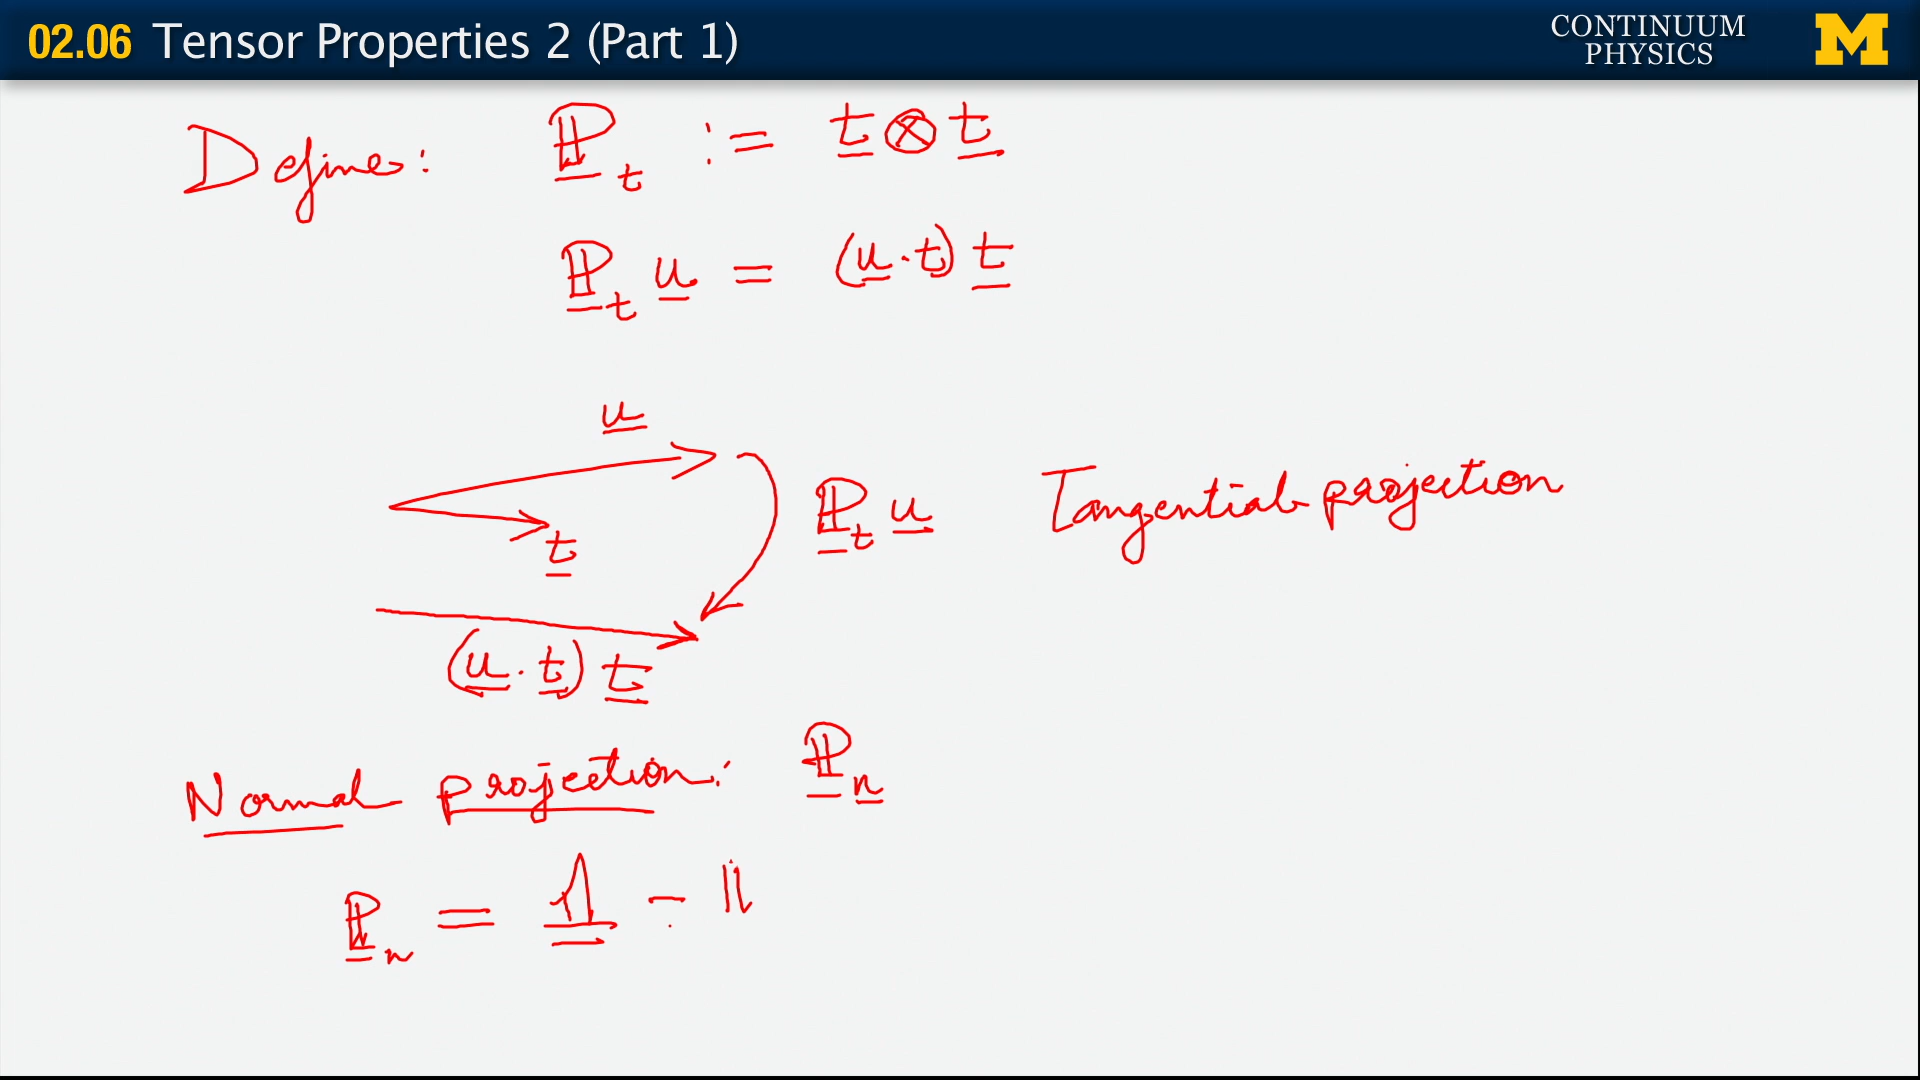 02.06 Tensor Properties 2 (Part 1)
CONTINUUM
PHYSICS
M
Define: ℙ_t := t ⊗ t
ℙ_t u = (u · t) t
u
t
ℙ_t u
Tangential projection
(u · t) t
Normal projection: ℙ_n
ℙ_n = 𝟙 -